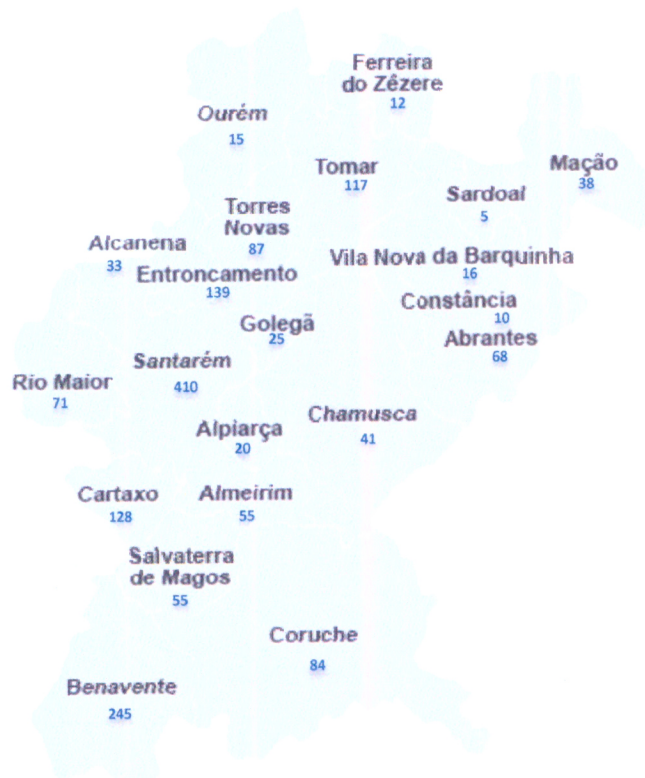 Ferreira
do Zêzere
12
Ourém
15
Tomar
117
Mação
38
Sardoal
5
Torres
Novas
87
Alcanena
33
Vila Nova da Barquinha
16
Entroncamento
139
Constância
10
Golegã
25
Abrantes
68
Santarém
410
Rio Maior
71
Chamusca
41
Alpiarça
20
Cartaxo
128
Almeirim
55
Salvaterra
de Magos
55
Coruche
84
Benavente
245